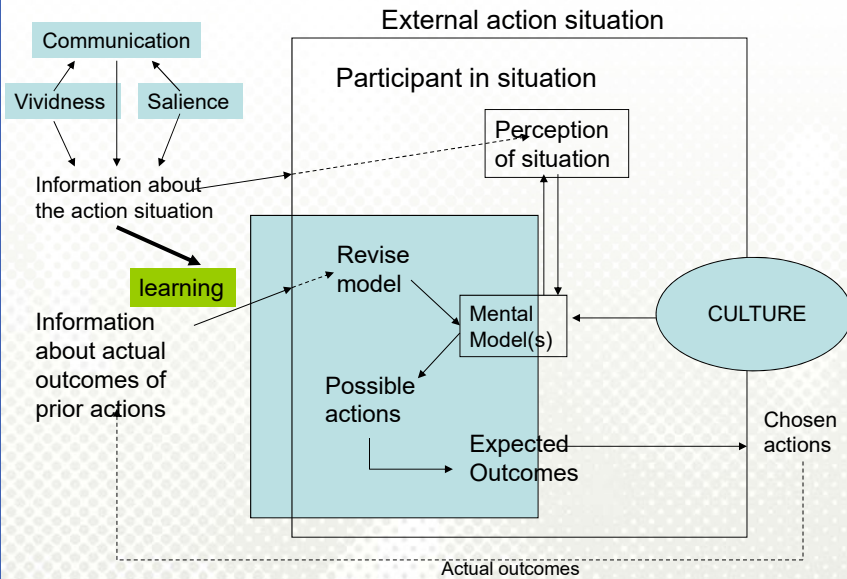 External action situation
Communication
Vividness
Salience
Participant in situation
Perception
of situation
Information about
the action situation
learning
Revise
model
Information
about actual
outcomes of
prior actions
Mental
Model(s)
CULTURE
Possible
actions
Expected
Outcomes
Chosen
actions
Actual outcomes